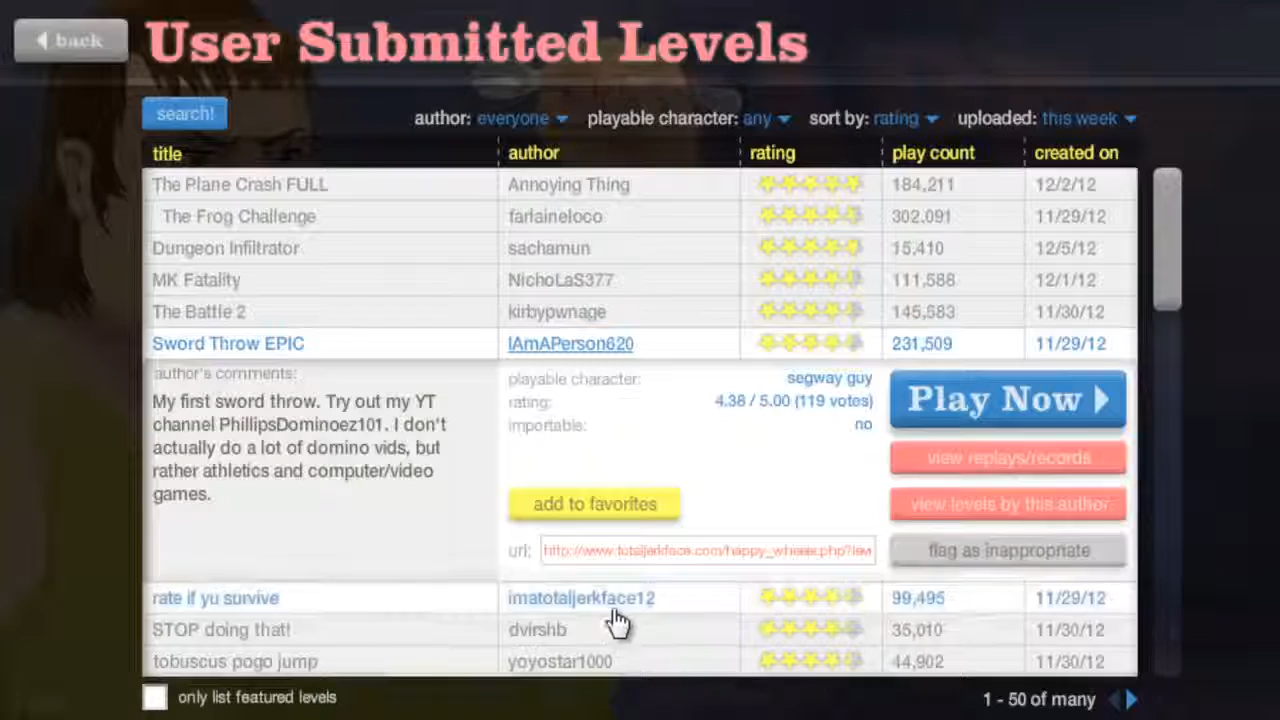 back
User Submitted Levels
search!
author: everyone playable character: any sort by: rating uploaded: this week
title author rating play count created on
The Plane Crash FULL Annoying Thing 184,211 12/2/12
The Frog Challenge farlaineloco 302,091 11/29/12
Dungeon Infiltrator sachamun 15,410 12/5/12
MK Fatality NichoLaS377 111,588 12/1/12
The Battle 2 kirbypwnage 145,583 11/30/12
Sword Throw EPIC IAmAPerson620 231,509 11/29/12
author's comments:
My first sword throw. Try out my YT
channel PhillipsDominoez101. I don't
actually do a lot of domino vids, but
rather athletics and computer/video
games.
playable character: segway guy
rating: 4.38 / 5.00 (119 votes)
importable: no
add to favorites
url: http://www.totaljerkface.com/happy_wheels.php?lev
Play Now
view replays/records
view levels by this author
flag as inappropriate
rate if yu survive imatotaljerkface12 99,495 11/29/12
STOP doing that! dvirshb 35,010 11/30/12
tobuscus pogo jump yoyostar1000 44,902 11/30/12
only list featured levels
1 - 50 of many